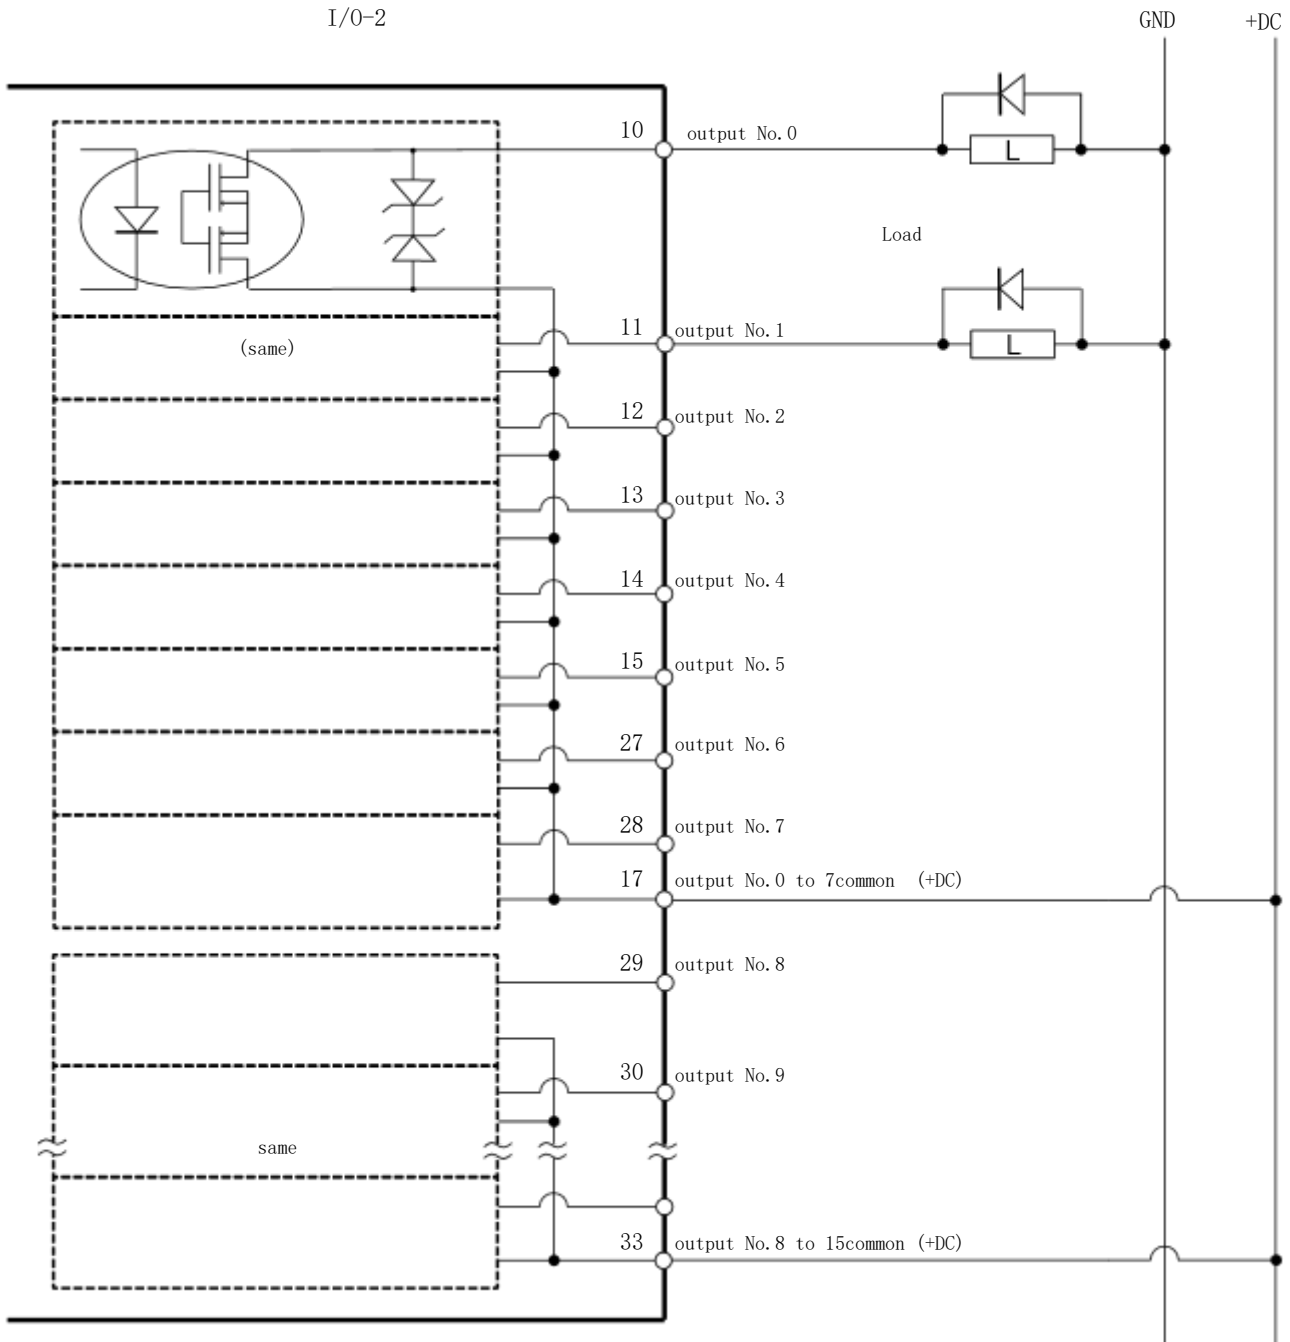 I/O-2
GND
+DC
10
output No.0
L
Load
11
output No.1
(same)
L
12
output No.2
13
output No.3
14
output No.4
15
output No.5
27
output No.6
28
output No.7
17
output No.0 to 7common (+DC)
29
output No.8
30
output No.9
same
33
output No.8 to 15common (+DC)